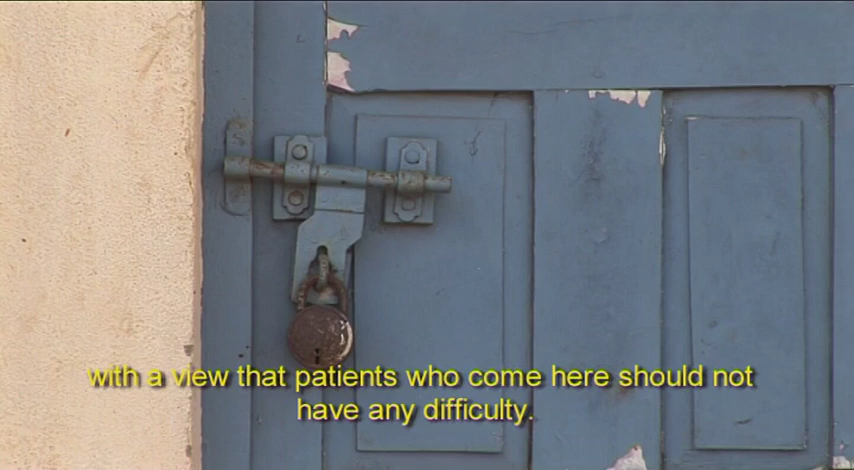 with a view that patients who come here should not
have any difficulty.